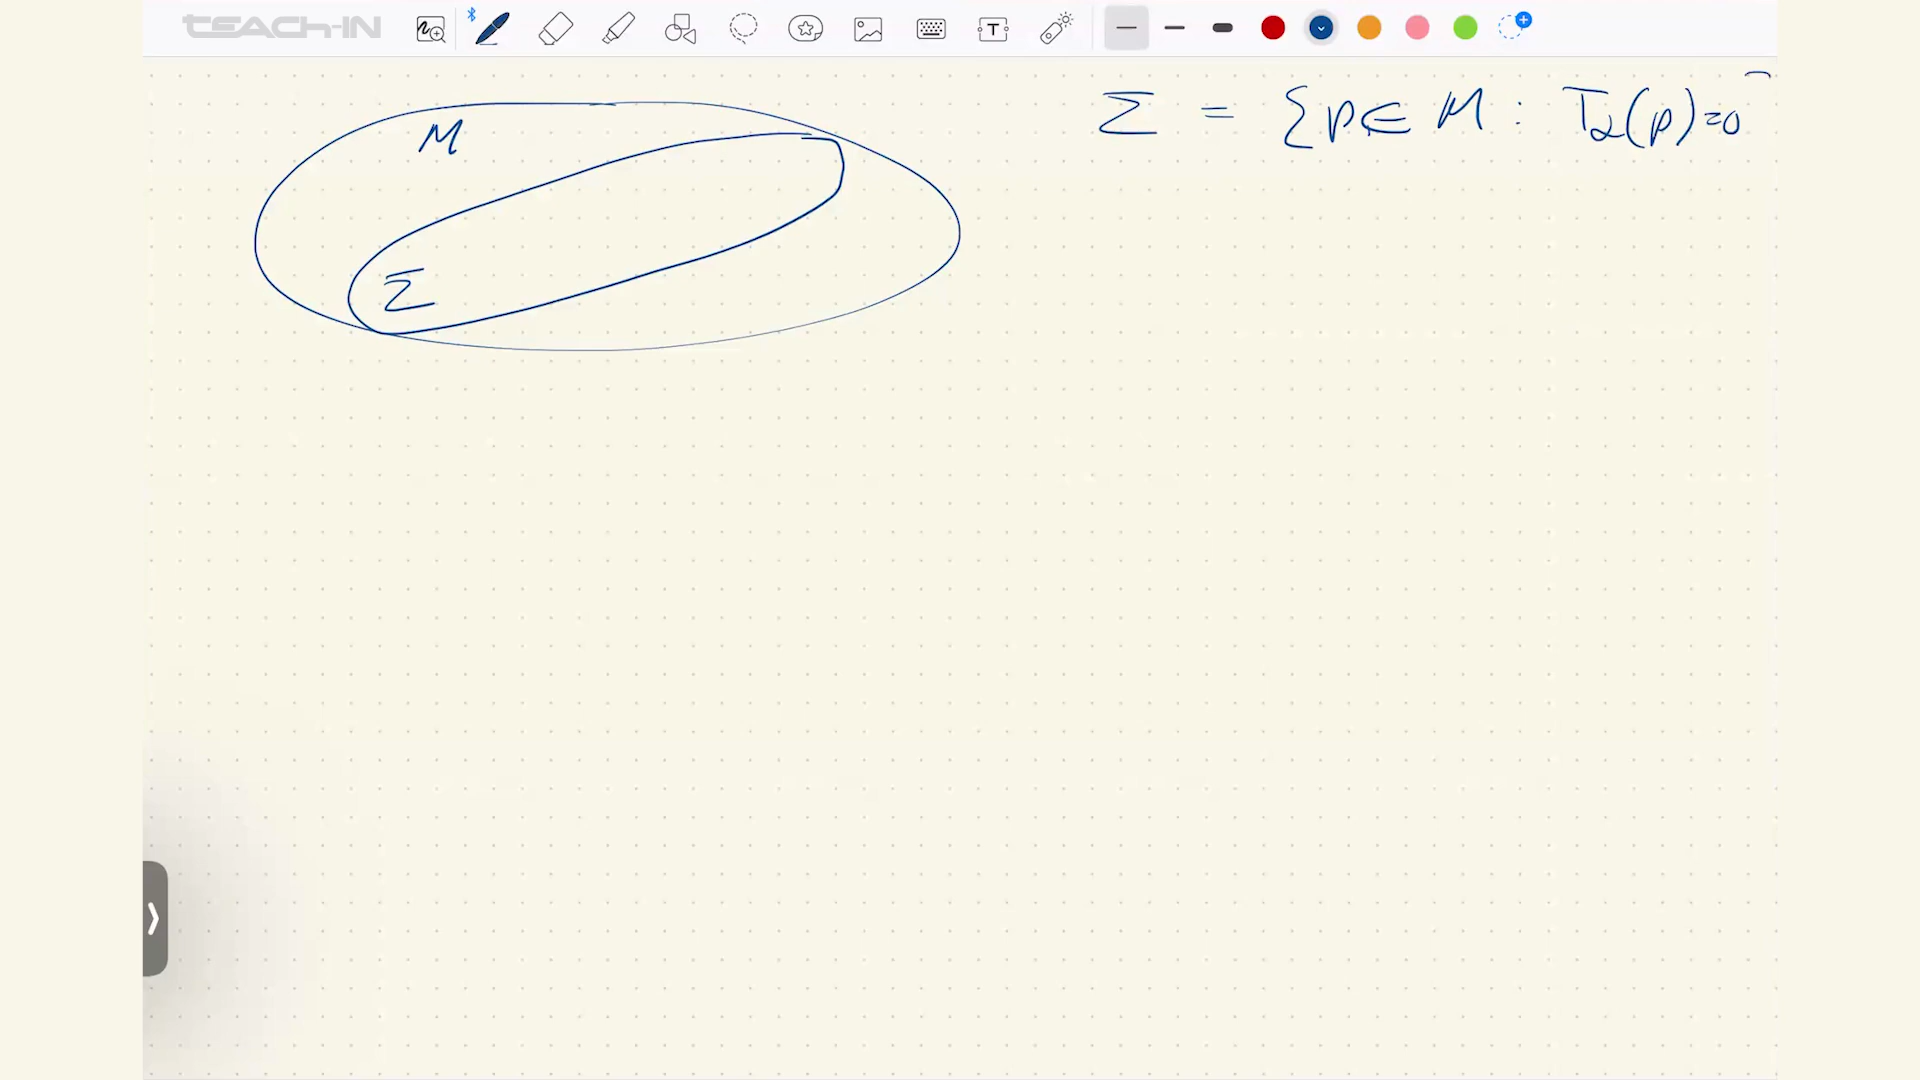 teach-in
T
M
Σ = {p ∈ M : T₂(p)=0
Σ